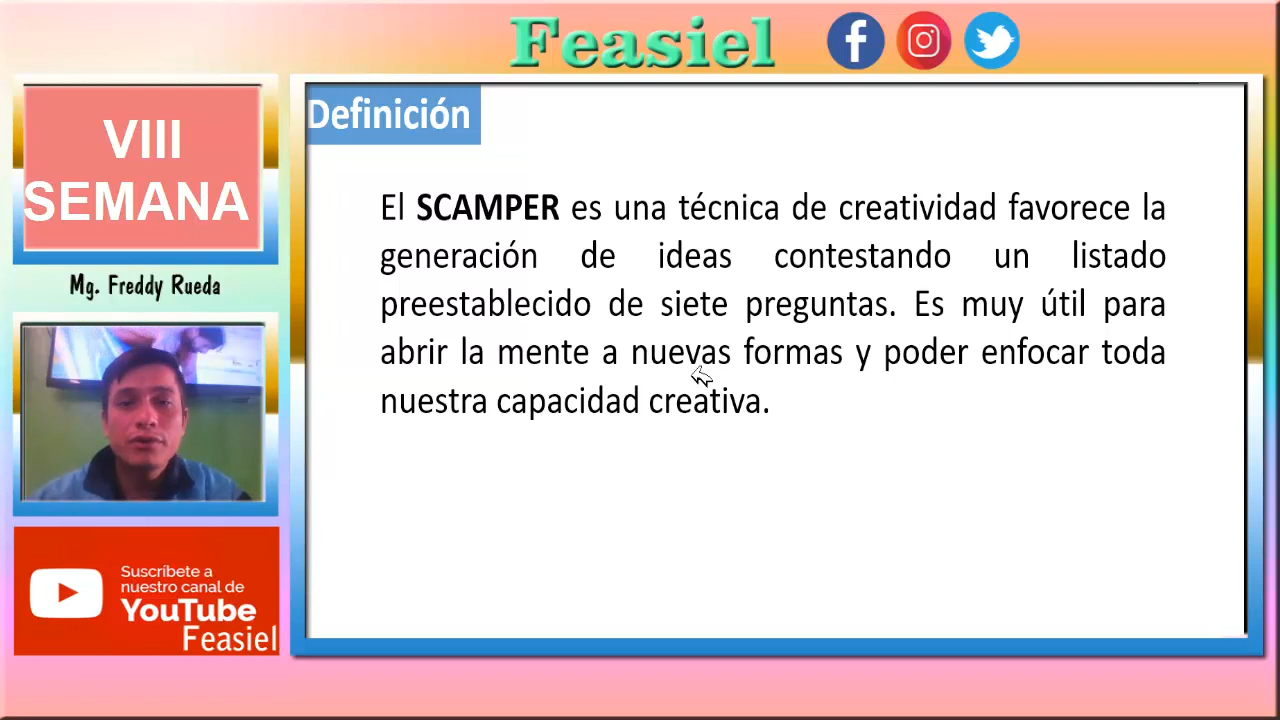 Feasiel
VIII
SEMANA
Mg. Freddy Rueda
Definición
El SCAMPER es una técnica de creatividad favorece la
generación de ideas contestando un listado
preestablecido de siete preguntas. Es muy útil para
abrir la mente a nuevas formas y poder enfocar toda
nuestra capacidad creativa.
Suscríbete a
nuestro canal de
YouTube
Feasiel